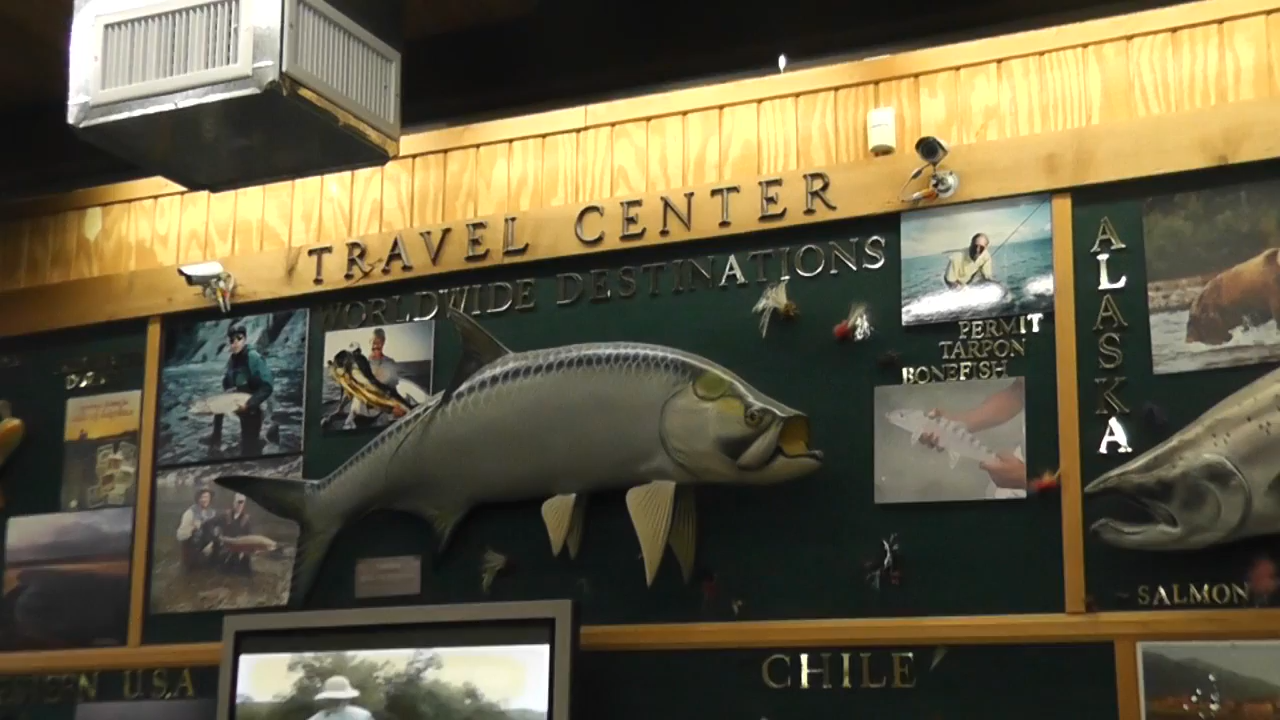 TRAVEL CENTER
WORLDWIDE DESTINATIONS
PERMIT
TARPON
BONEFISH
ALASKA
SALMON
USA
CHILE